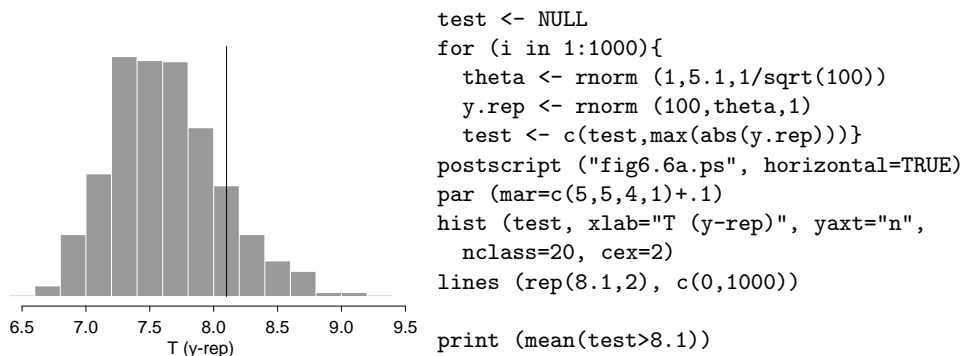 6.5 7.0 7.5 8.0 8.5 9.0 9.5
T (y-rep)
test <- NULL
for (i in 1:1000){
  theta <- rnorm (1,5.1,1/sqrt(100))
  y.rep <- rnorm (100,theta,1)
  test <- c(test,max(abs(y.rep)))}
postscript ("fig6.6a.ps", horizontal=TRUE)
par (mar=c(5,5,4,1)+.1)
hist (test, xlab="T (y-rep)", yaxt="n",
  nclass=20, cex=2)
lines (rep(8.1,2), c(0,1000))
print (mean(test>8.1))